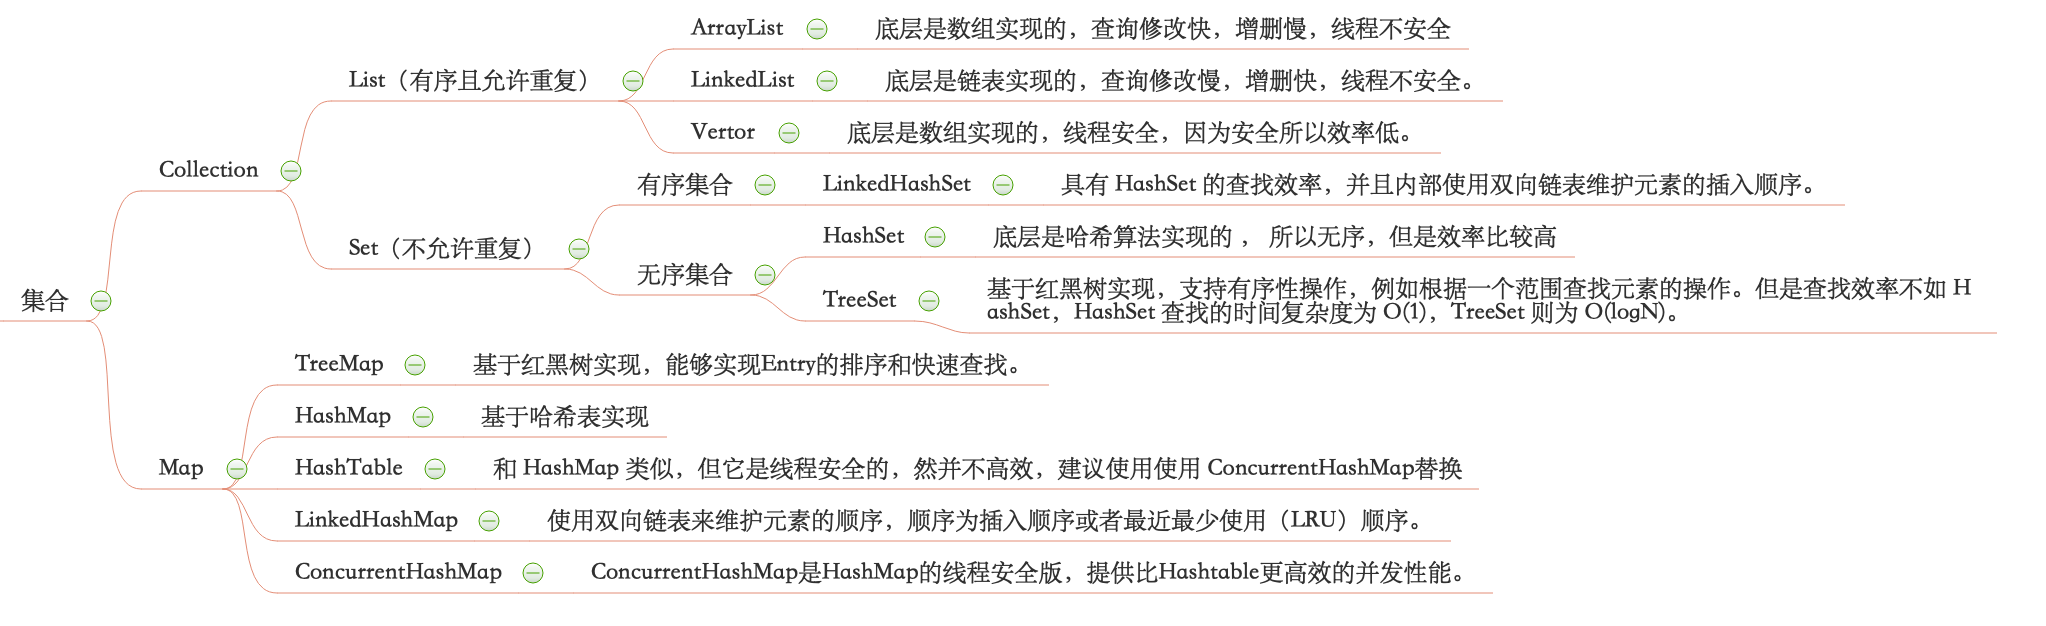 集合
Collection
List（有序且允许重复）
ArrayList
底层是数组实现的，查询修改快，增删慢，线程不安全
LinkedList
底层是链表实现的，查询修改慢，增删快，线程不安全。
Vertor
底层是数组实现的，线程安全，因为安全所以效率低。
Set（不允许重复）
有序集合
LinkedHashSet
具有 HashSet 的查找效率，并且内部使用双向链表维护元素的插入顺序。
无序集合
HashSet
底层是哈希算法实现的 ， 所以无序，但是效率比较高
TreeSet
基于红黑树实现，支持有序性操作，例如根据一个范围查找元素的操作。但是查找效率不如 H
ashSet，HashSet 查找的时间复杂度为 O(1)，TreeSet 则为 O(logN)。
Map
TreeMap
基于红黑树实现，能够实现Entry的排序和快速查找。
HashMap
基于哈希表实现
HashTable
和 HashMap 类似，但它是线程安全的，然并不高效，建议使用使用 ConcurrentHashMap替换
LinkedHashMap
使用双向链表来维护元素的顺序，顺序为插入顺序或者最近最少使用（LRU）顺序。
ConcurrentHashMap
ConcurrentHashMap是HashMap的线程安全版，提供比Hashtable更高效的并发性能。